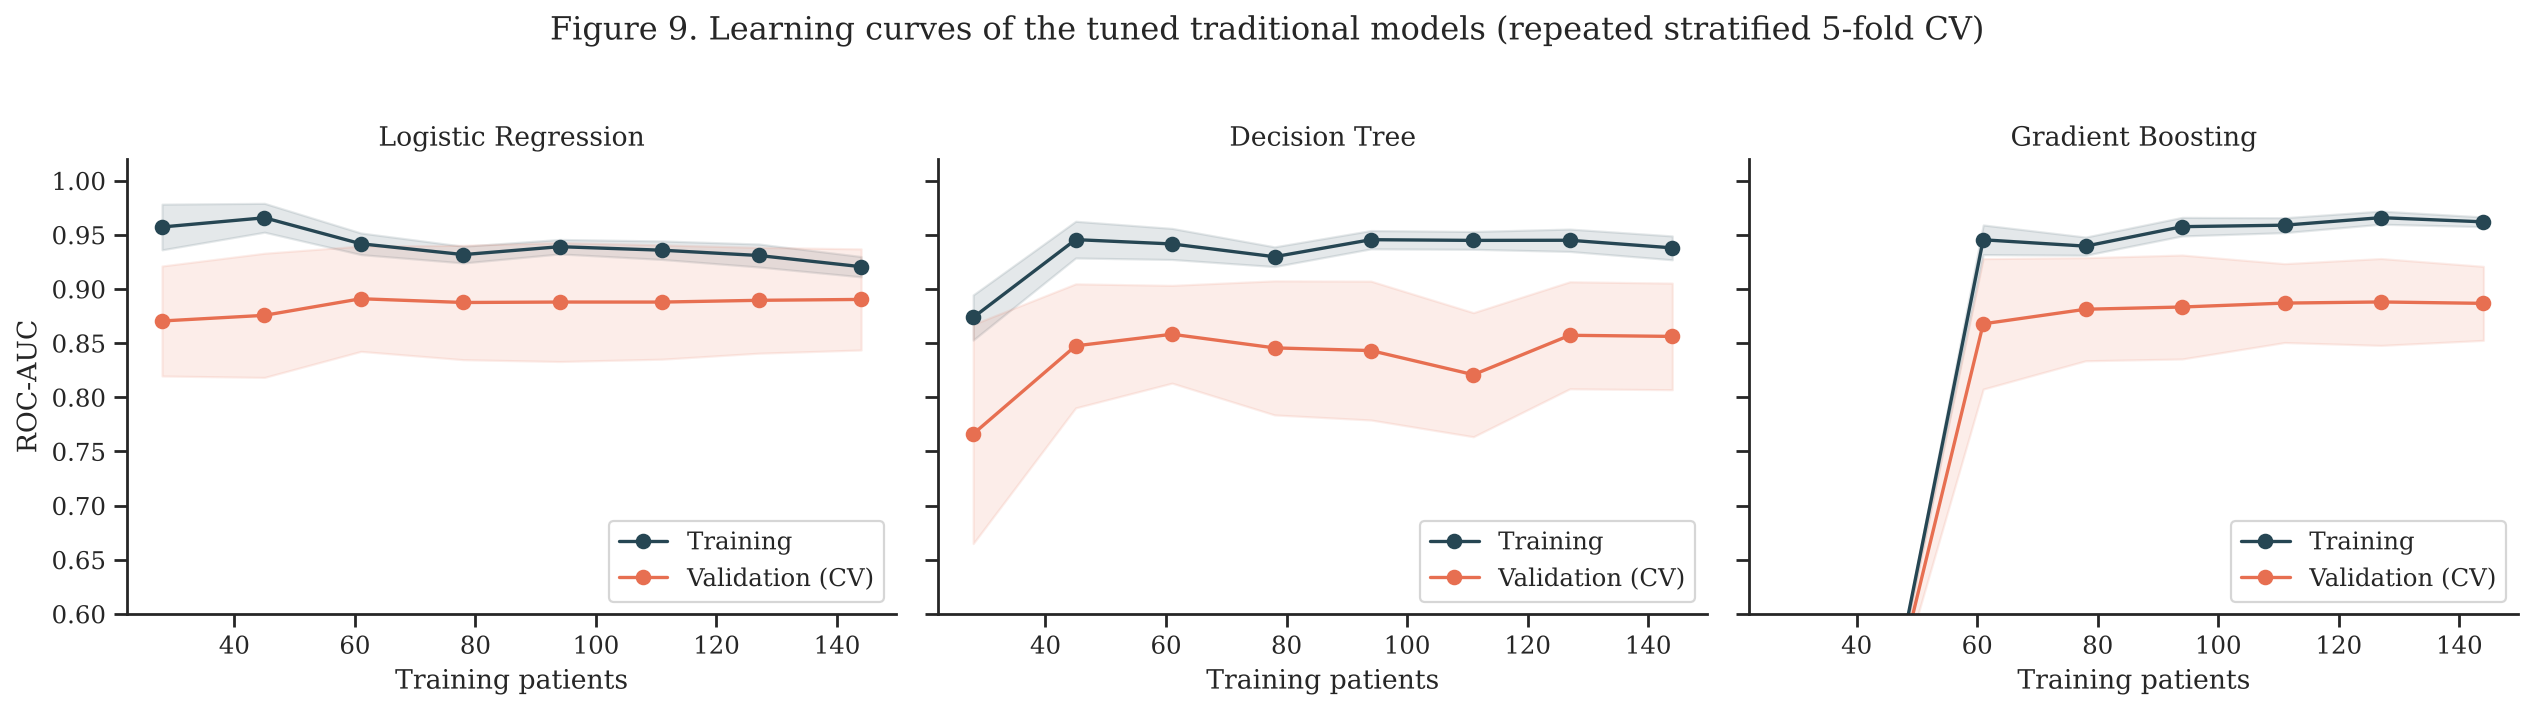 Figure 9. Learning curves of the tuned traditional models (repeated stratified 5-fold CV)
Logistic Regression
ROC-AUC
1.00
0.95
0.90
0.85
0.80
0.75
0.70
0.65
0.60
40 60 80 100 120 140
Training patients
Training
Validation (CV)
Decision Tree
40 60 80 100 120 140
Training patients
Training
Validation (CV)
Gradient Boosting
40 60 80 100 120 140
Training patients
Training
Validation (CV)